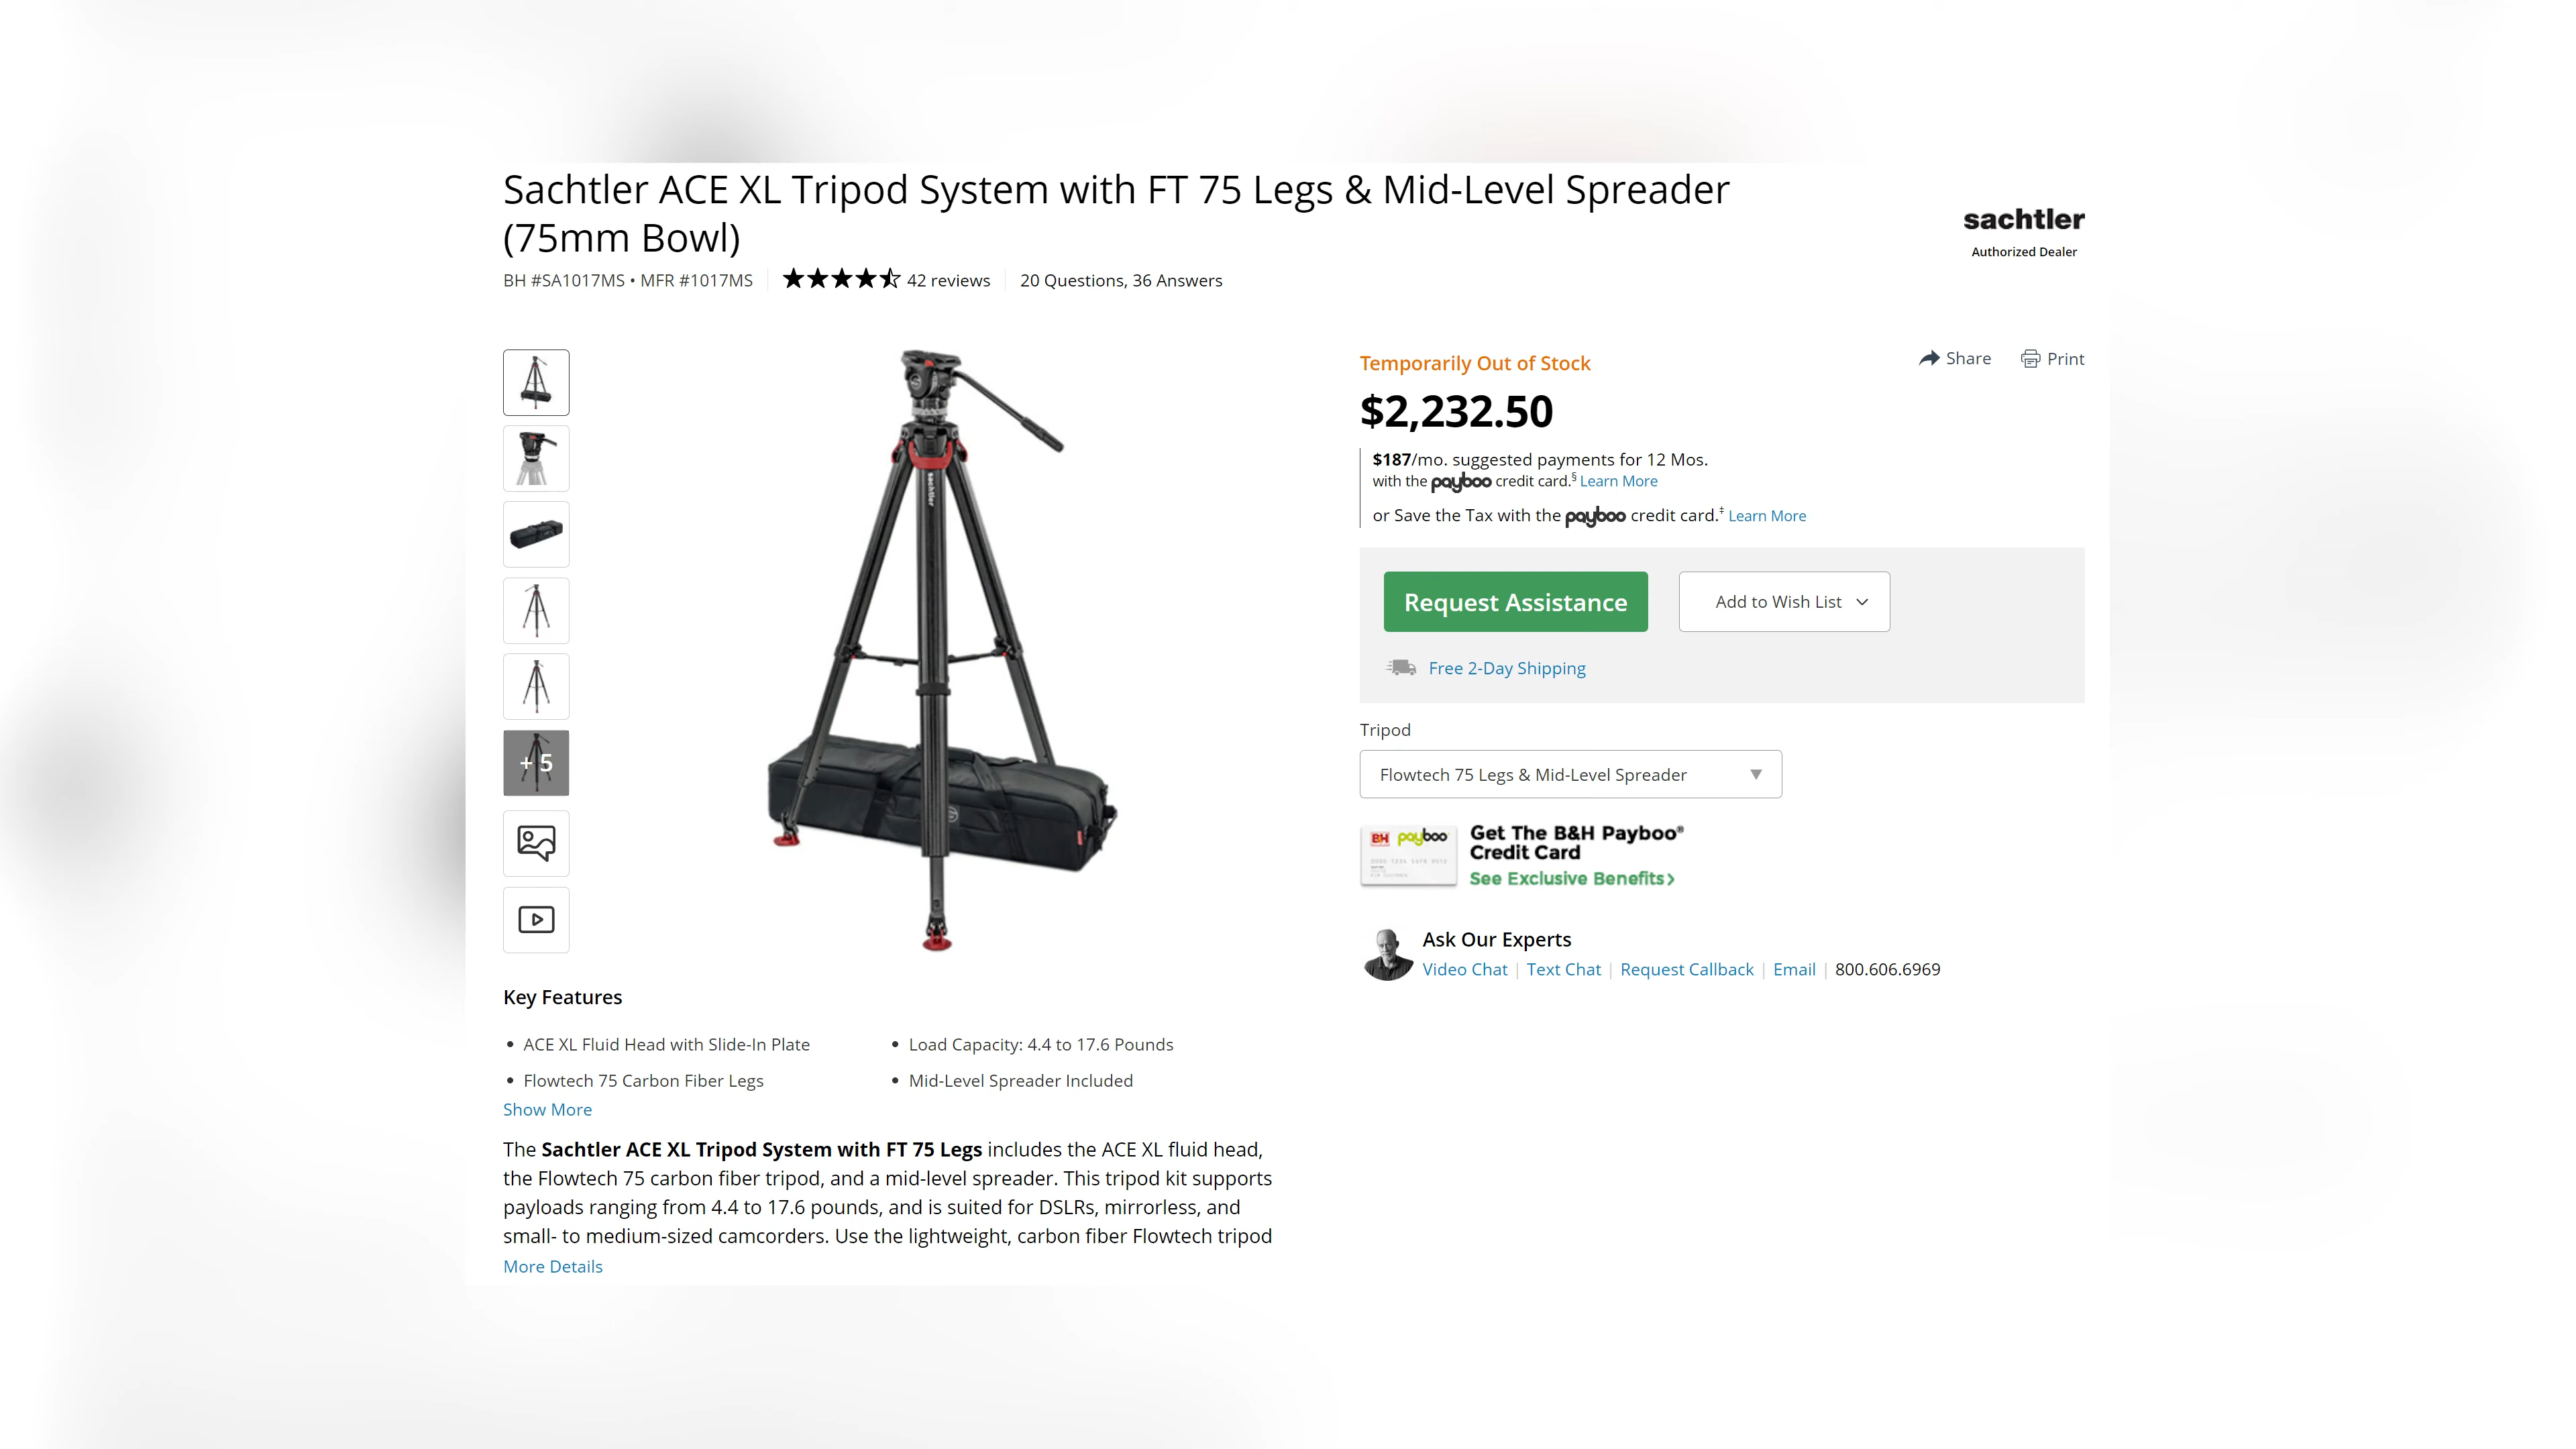 Sachtler ACE XL Tripod System with FT 75 Legs & Mid-Level Spreader
(75mm Bowl)
sachtler
Authorized Dealer
BH #SA1017MS • MFR #1017MS
42 reviews
20 Questions, 36 Answers
sachtler
+ 5
Temporarily Out of Stock
Share
Print
$2,232.50
$187/mo. suggested payments for 12 Mos.
with the payboo credit card.§ Learn More
or Save the Tax with the payboo credit card.‡ Learn More
Request Assistance
Add to Wish List
Free 2-Day Shipping
Tripod
Flowtech 75 Legs & Mid-Level Spreader
BH payboo
Get The B&H Payboo®
Credit Card
See Exclusive Benefits›
Ask Our Experts
Video Chat | Text Chat | Request Callback | Email | 800.606.6969
Key Features
• ACE XL Fluid Head with Slide-In Plate
• Flowtech 75 Carbon Fiber Legs
• Load Capacity: 4.4 to 17.6 Pounds
• Mid-Level Spreader Included
Show More
The Sachtler ACE XL Tripod System with FT 75 Legs includes the ACE XL fluid head,
the Flowtech 75 carbon fiber tripod, and a mid-level spreader. This tripod kit supports
payloads ranging from 4.4 to 17.6 pounds, and is suited for DSLRs, mirrorless, and
small- to medium-sized camcorders. Use the lightweight, carbon fiber Flowtech tripod
More Details